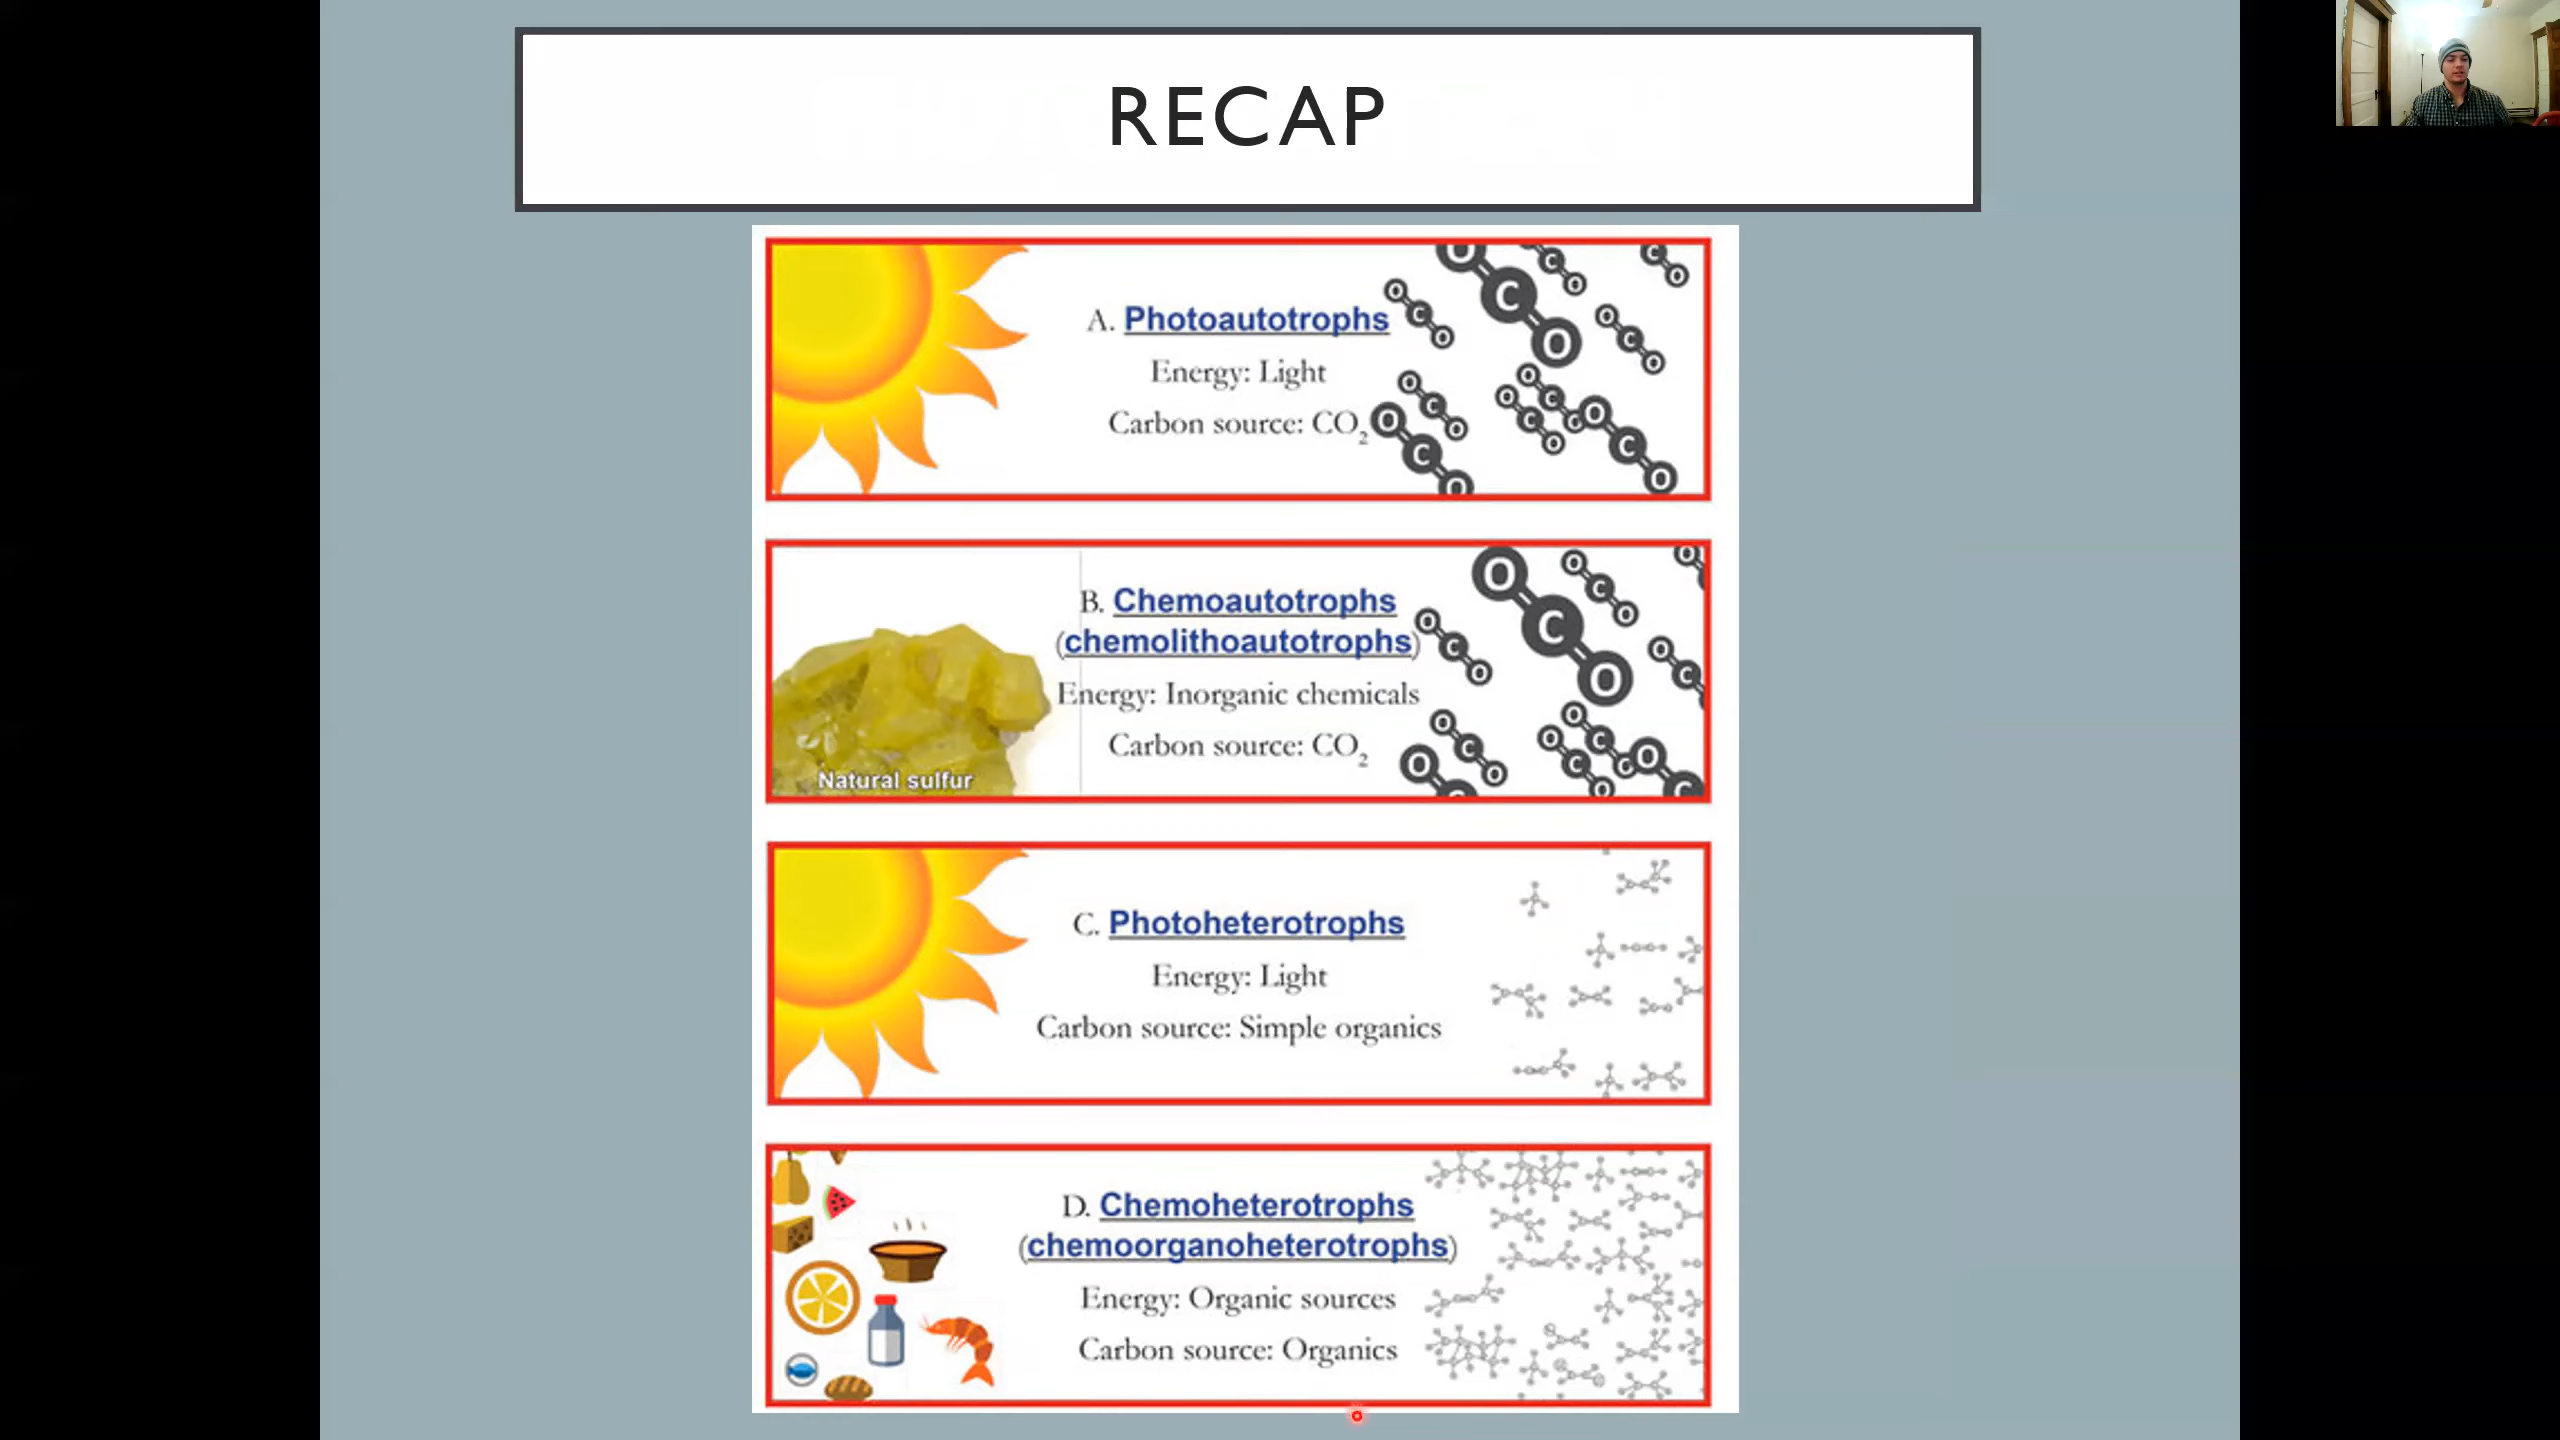 RECAP
A. Photoautotrophs
Energy: Light
Carbon source: CO₂
B. Chemoautotrophs
(chemolithoautotrophs)
Energy: Inorganic chemicals
Carbon source: CO₂
Natural sulfur
C. Photoheterotrophs
Energy: Light
Carbon source: Simple organics
D. Chemoheterotrophs
(chemoorganoheterotrophs)
Energy: Organic sources
Carbon source: Organics